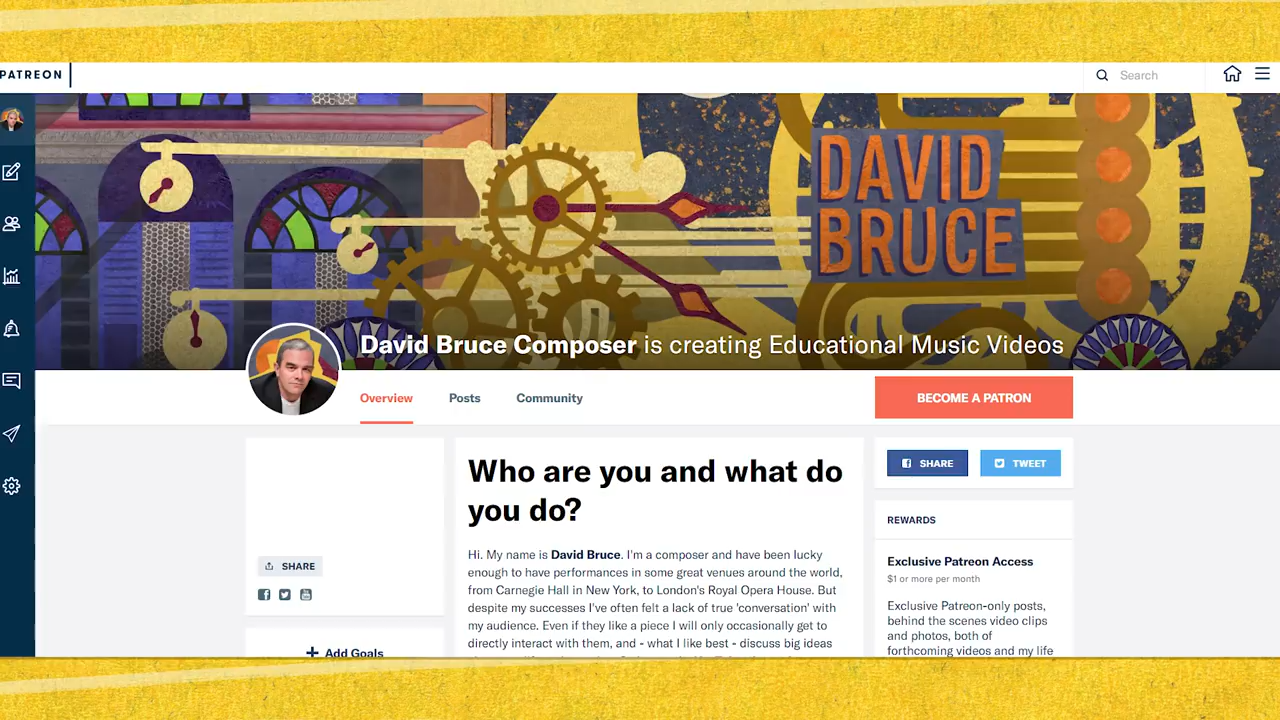 PATREON
Search
DAVID
BRUCE
David Bruce Composer is creating Educational Music Videos
Overview
Posts
Community
BECOME A PATRON
SHARE
Who are you and what do
you do?
Hi. My name is David Bruce. I'm a composer and have been lucky
enough to have performances in some great venues around the world,
from Carnegie Hall in New York, to London's Royal Opera House. But
despite my successes I've often felt a lack of true 'conversation' with
my audience. Even if they like a piece I will only occasionally get to
directly interact with them, and - what I like best - discuss big ideas
SHARE
TWEET
REWARDS
Exclusive Patreon Access
$1 or more per month
Exclusive Patreon-only posts,
behind the scenes video clips
and photos, both of
forthcoming videos and my life
Add Goals